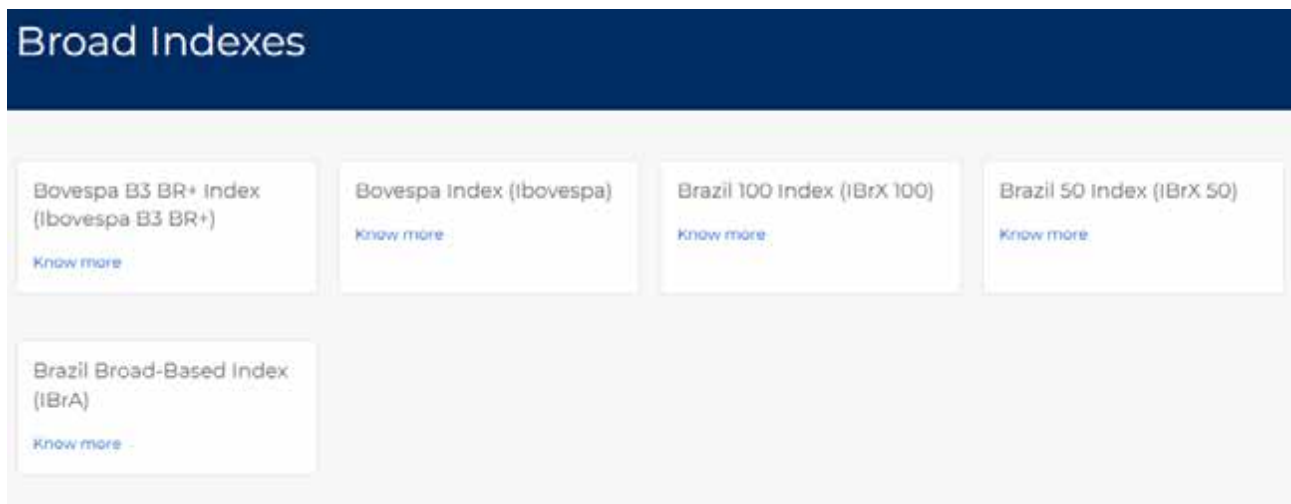 Broad Indexes
Bovespa B3 BR+ Index
(Ibovespa B3 BR+)
Know more
Bovespa Index (Ibovespa)
Know more
Brazil 100 Index (IBrX 100)
Know more
Brazil 50 Index (IBrX 50)
Know more
Brazil Broad-Based Index
(IBrA)
Know more